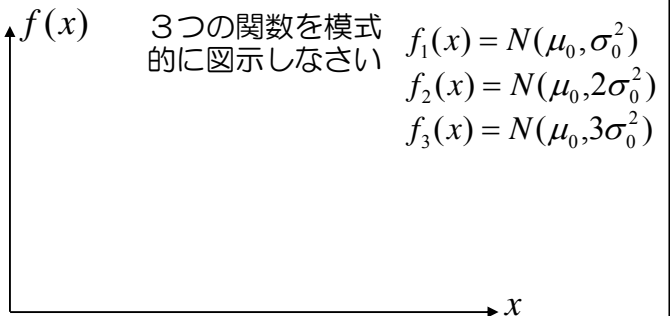 f(x)
３つの関数を模式
的に図示しなさい
f₁(x) = N(μ₀,σ₀²)
f₂(x) = N(μ₀,2σ₀²)
f₃(x) = N(μ₀,3σ₀²)
x